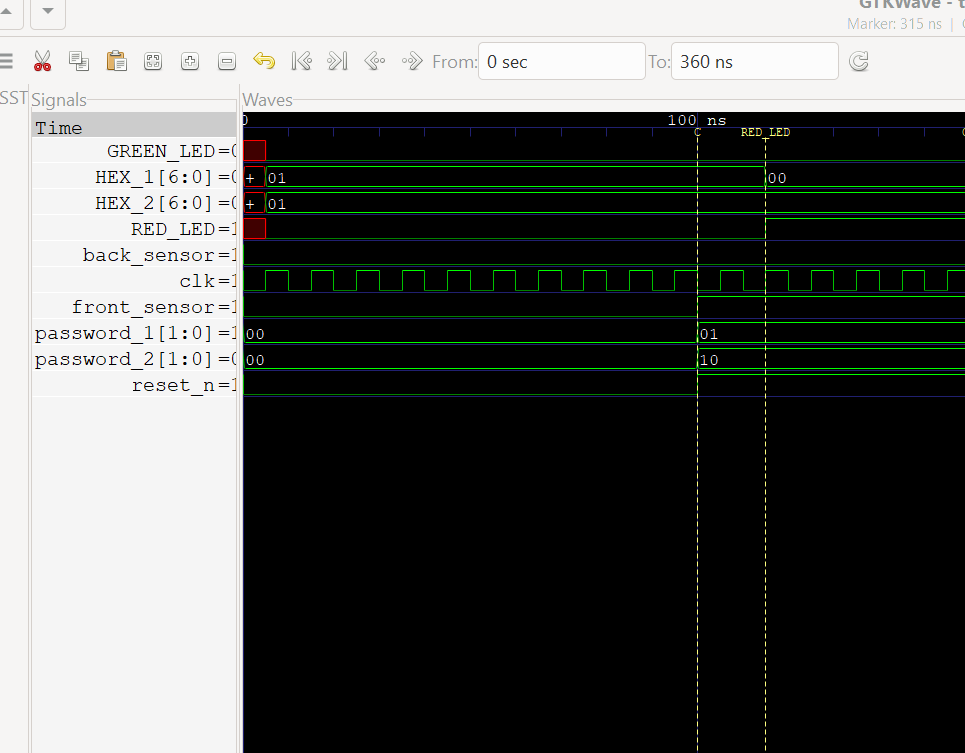 GTKWave - t
Marker: 315 ns |
From: 0 sec To: 360 ns
SST Signals Waves
Time 0 100 ns
C RED_LED
GREEN_LED=0
HEX_1[6:0]=0 + 01 00
HEX_2[6:0]=0 + 01
RED_LED=1
back_sensor=1
clk=1
front_sensor=1
password_1[1:0]=1 00 01
password_2[1:0]=0 00 10
reset_n=1